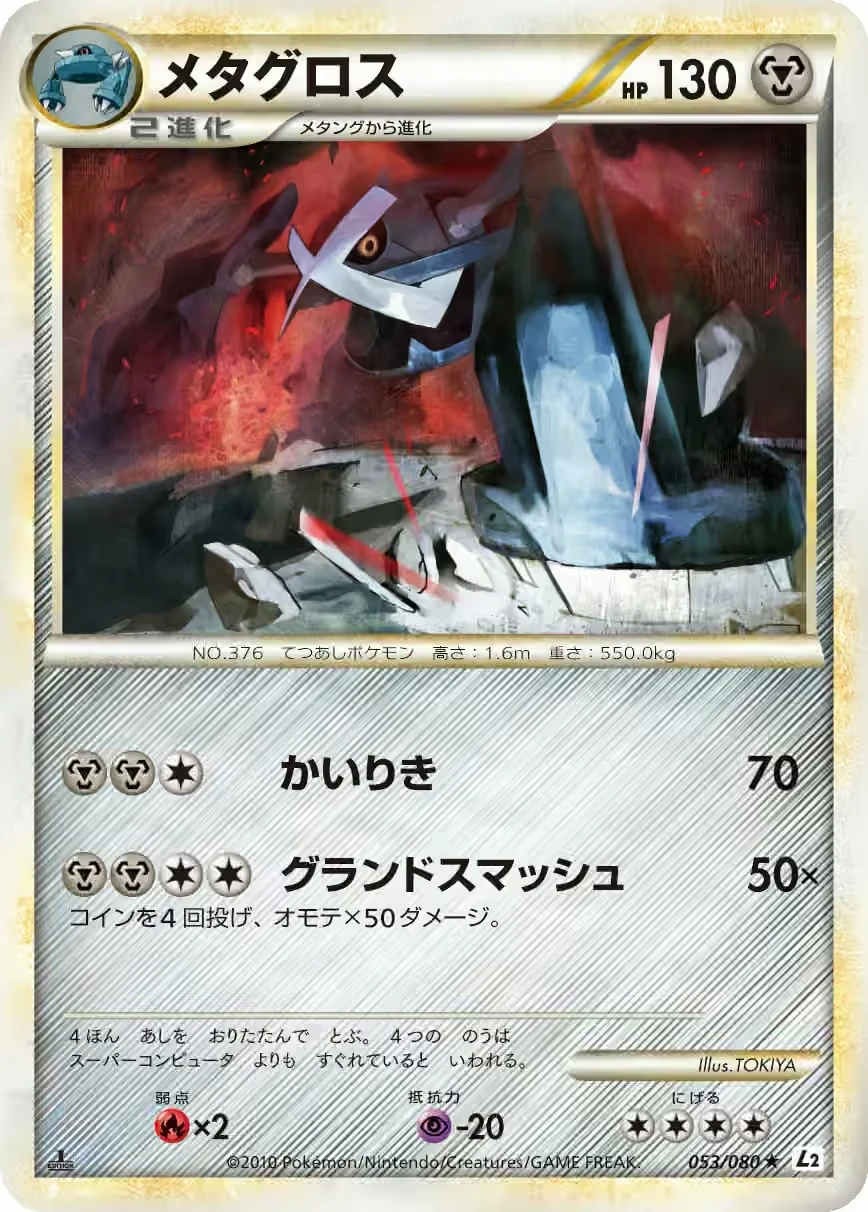 メタグロス
HP 130
2進化
メタングから進化
NO.376 てつあしポケモン 高さ：1.6m 重さ：550.0kg
かいりき 70
グランドスマッシュ 50×
コインを4回投げ、オモテ×50ダメージ。
4ほん あしを おりたたんで とぶ。 4つの のうは
スーパーコンピュータ よりも すぐれていると いわれる。
Illus.TOKIYA
弱点 抵抗力 にげる
×2 -20
1 EDITION ©2010 Pokémon/Nintendo/Creatures/GAME FREAK. 053/080★ L2